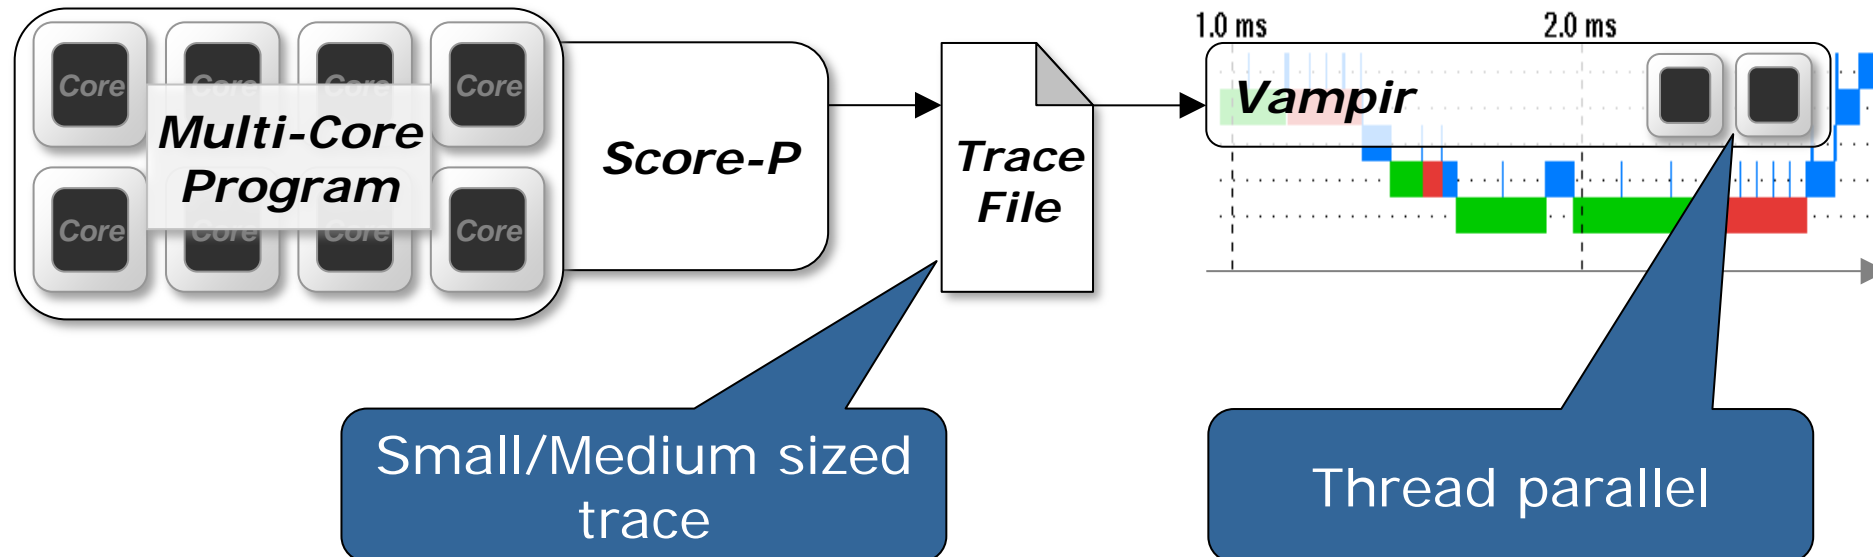 1.0 ms
2.0 ms
Core
Core
Core
Core
Multi-Core
Program
Core
Core
Core
Core
Score-P
Trace
File
Vampir
Small/Medium sized
trace
Thread parallel